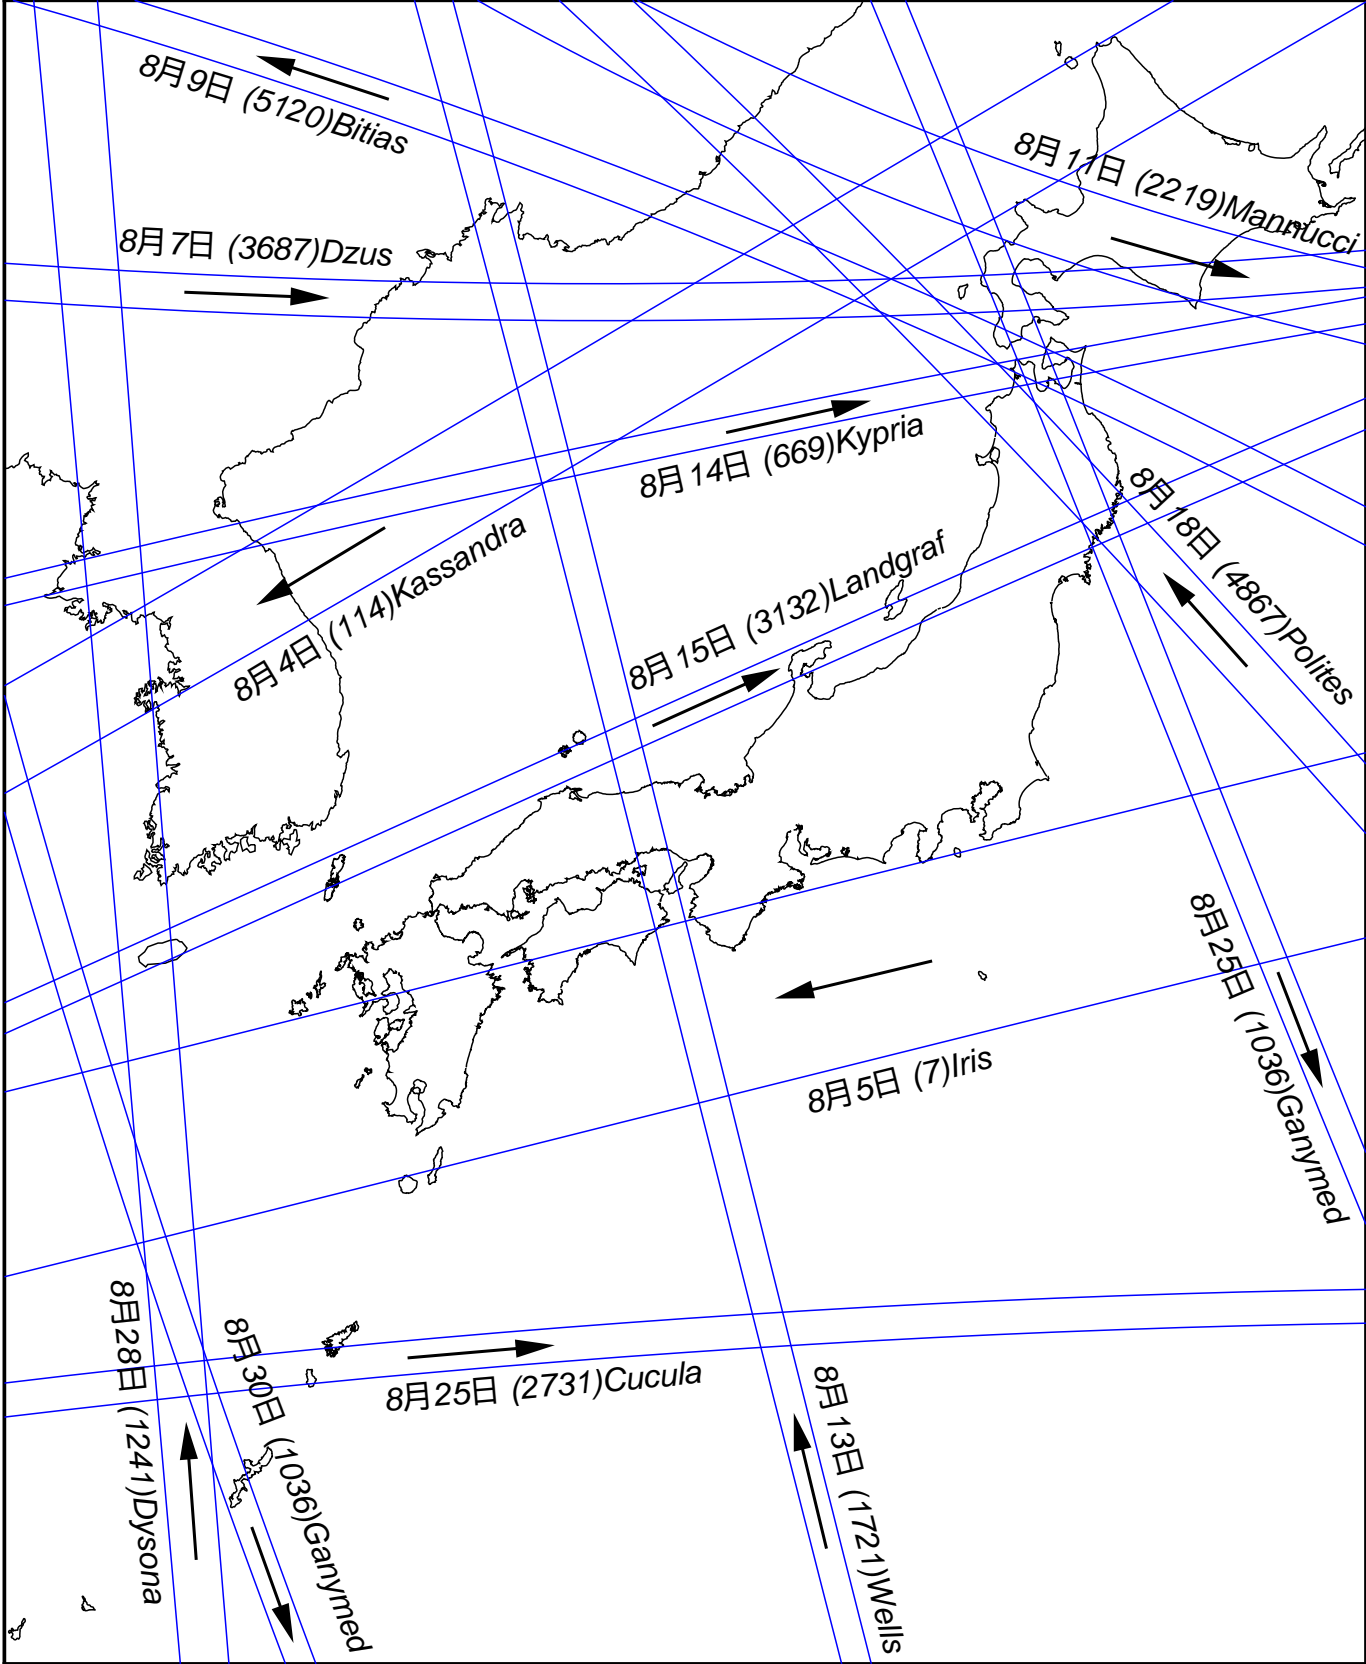 8月9日 (5120)Bitias
8月11日 (2219)Mannucci
8月7日 (3687)Dzus
8月14日 (669)Kypria
8月18日 (4867)Polites
8月4日 (114)Kassandra
8月15日 (3132)Landgraf
8月25日 (1036)Ganymed
8月5日 (7)Iris
8月28日 (1241)Dysona
8月30日 (1036)Ganymed
8月25日 (2731)Cucula
8月13日 (1721)Wells